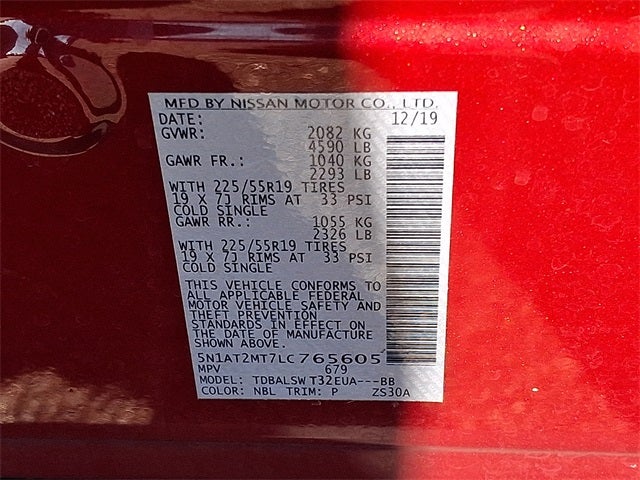 MFD BY NISSAN MOTOR CO., LTD.
DATE: 12/19
GVWR: 2082 KG
4590 LB
GAWR FR.: 1040 KG
2293 LB
WITH 225/55R19 TIRES
19 X 7J RIMS AT 33 PSI
COLD SINGLE
GAWR RR.: 1055 KG
2326 LB
WITH 225/55R19 TIRES
19 X 7J RIMS AT 33 PSI
COLD SINGLE
THIS VEHICLE CONFORMS TO
ALL APPLICABLE FEDERAL
MOTOR VEHICLE SAFETY AND
THEFT PREVENTION
STANDARDS IN EFFECT ON
THE DATE OF MANUFACTURE
SHOWN ABOVE.
5N1AT2MT7LC765605
MPV 679
MODEL: TDBALSW T32EUA---BB
COLOR: NBL TRIM: P ZS30A